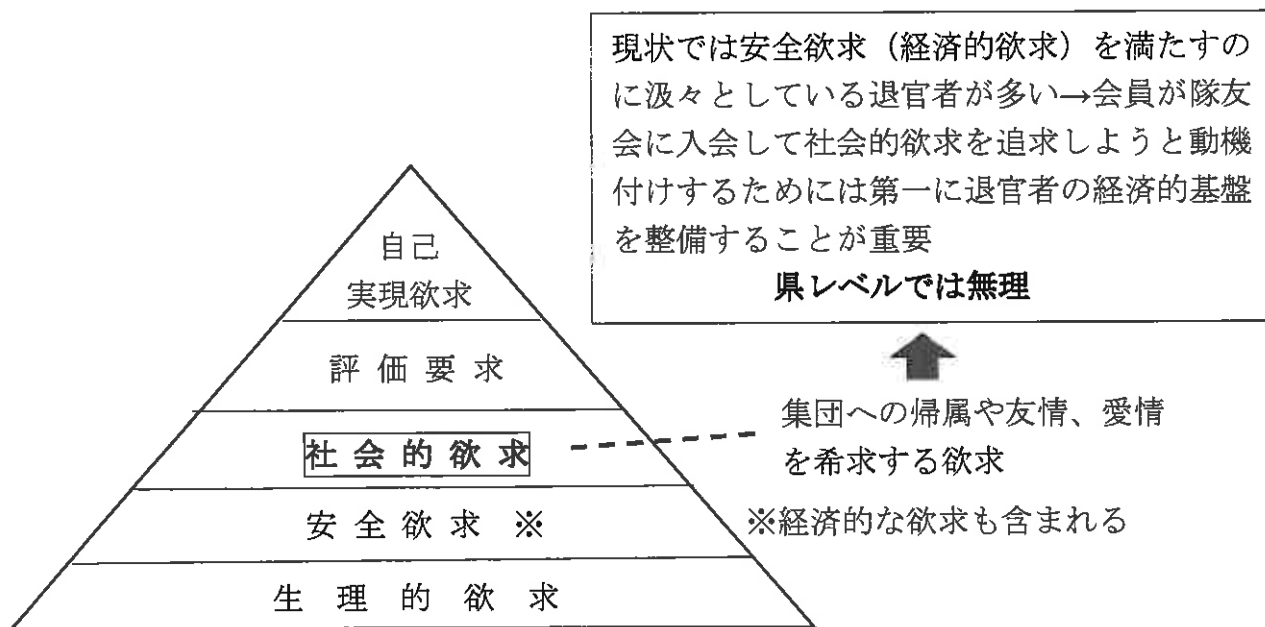 現状では安全欲求（経済的欲求）を満たすの
に汲々としている退官者が多い→会員が隊友
会に入会して社会的欲求を追求しようと動機
付けするためには第一に退官者の経済的基盤
を整備することが重要
県レベルでは無理
自己
実現欲求
評価要求
社会的欲求
集団への帰属や友情、愛情
を希求する欲求
安全欲求※
※経済的な欲求も含まれる
生理的欲求